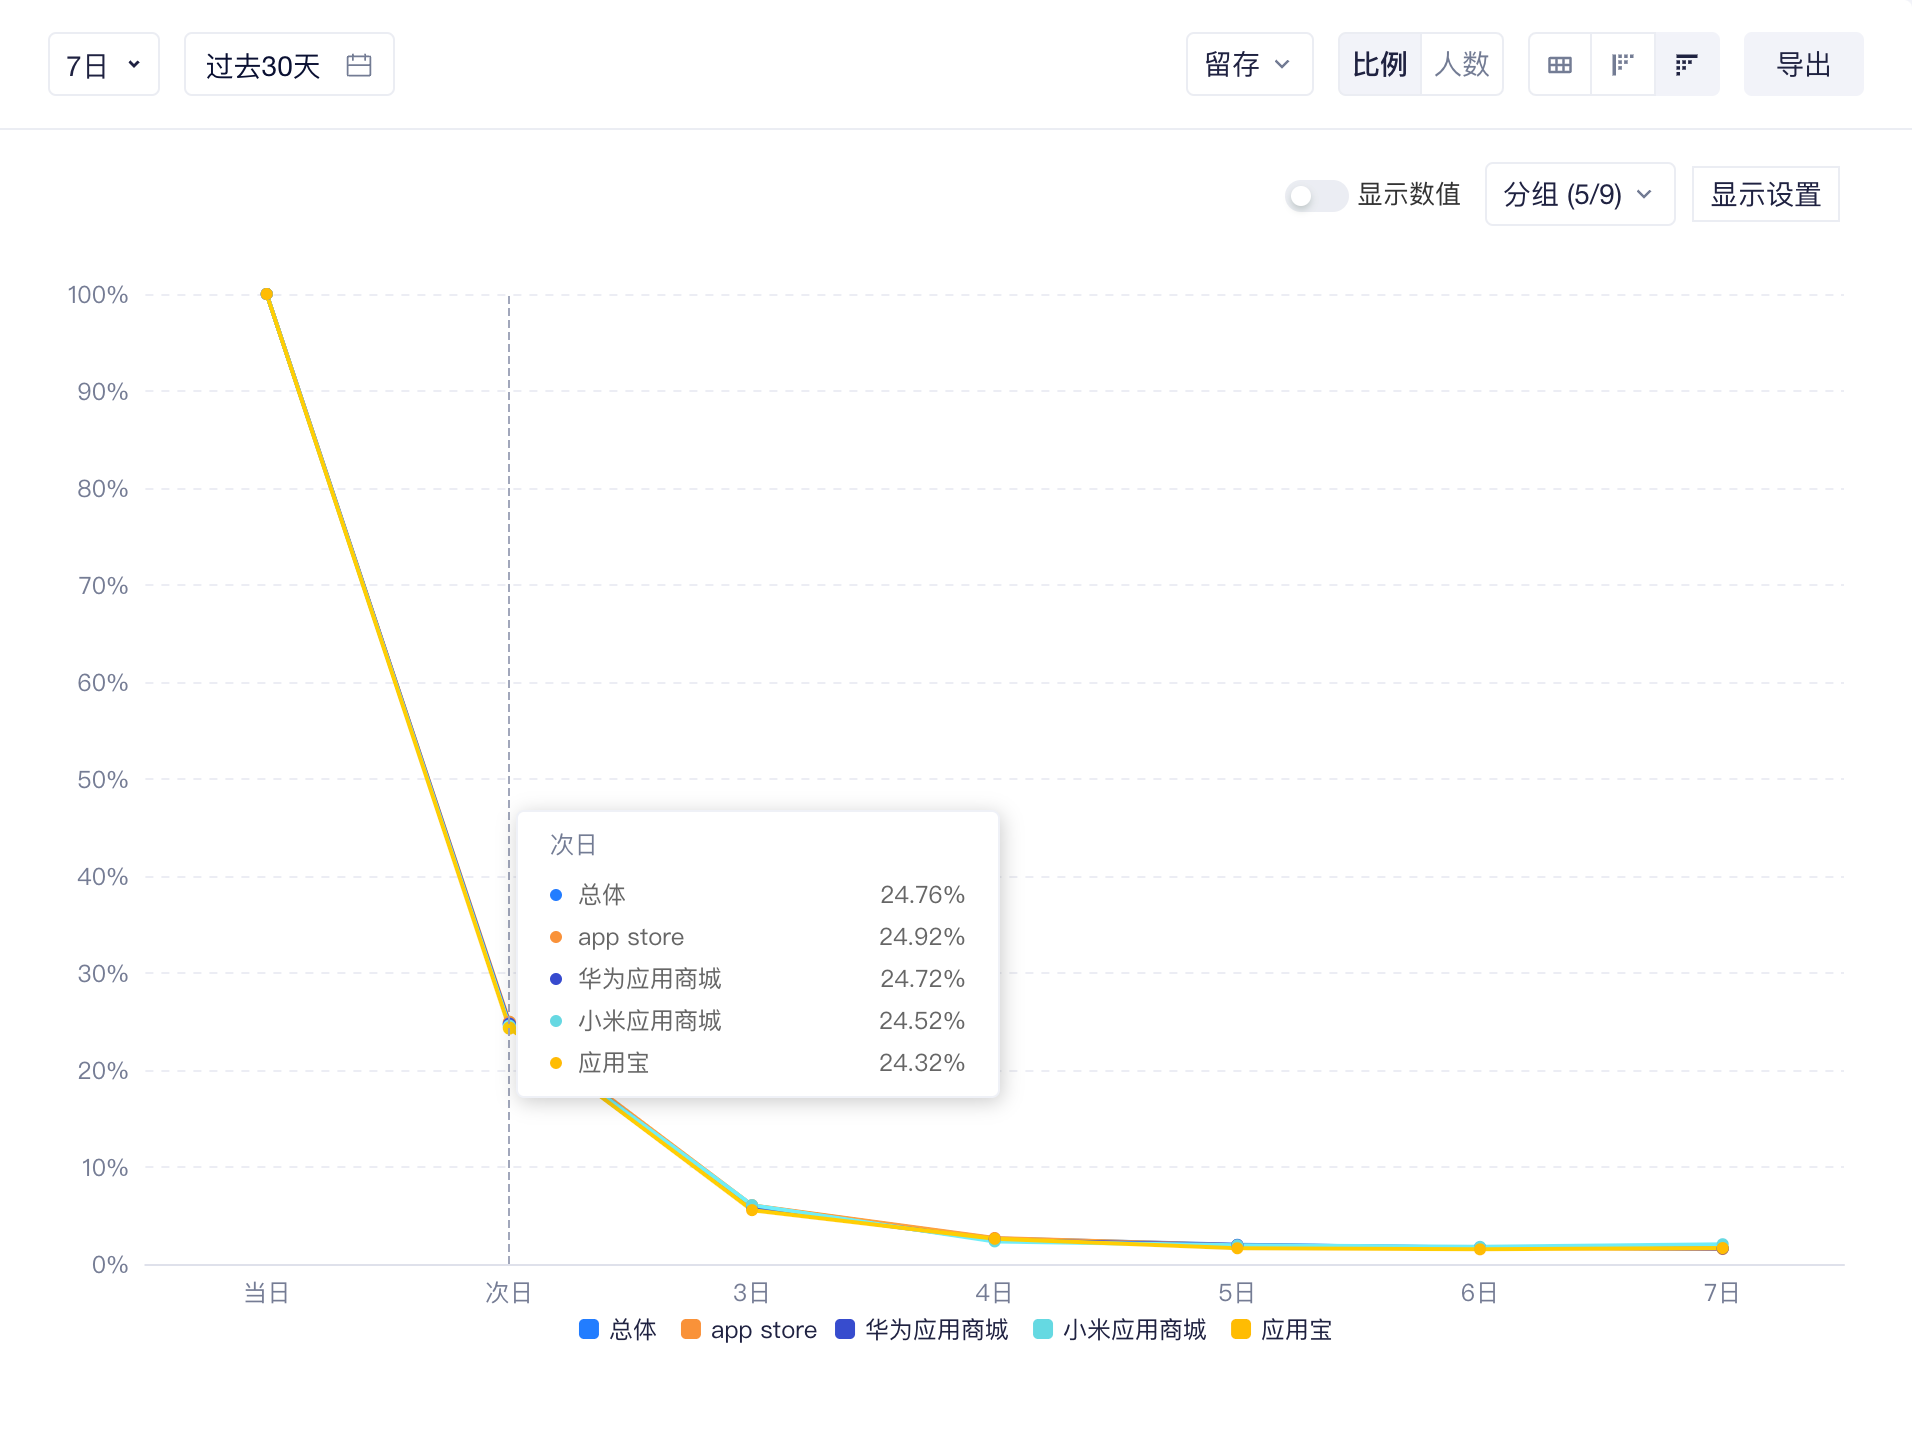 7日
过去30天
留存
比例
人数
导出
显示数值
分组 (5/9)
显示设置
100%
90%
80%
70%
60%
50%
40%
30%
20%
10%
0%
次日
总体 24.76%
app store 24.92%
华为应用商城 24.72%
小米应用商城 24.52%
应用宝 24.32%
当日 次日 3日 4日 5日 6日 7日
总体 app store 华为应用商城 小米应用商城 应用宝